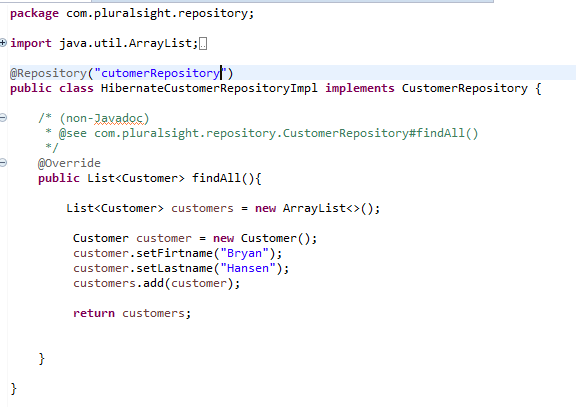 package com.pluralsight.repository;
import java.util.ArrayList;
@Repository("cutomerRepository")
public class HibernateCustomerRepositoryImpl implements CustomerRepository {
/* (non-Javadoc)
* @see com.pluralsight.repository.CustomerRepository#findAll()
*/
@Override
public List<Customer> findAll(){
List<Customer> customers = new ArrayList<>();
Customer customer = new Customer();
customer.setFirtname("Bryan");
customer.setLastname("Hansen");
customers.add(customer);
return customers;
}
}